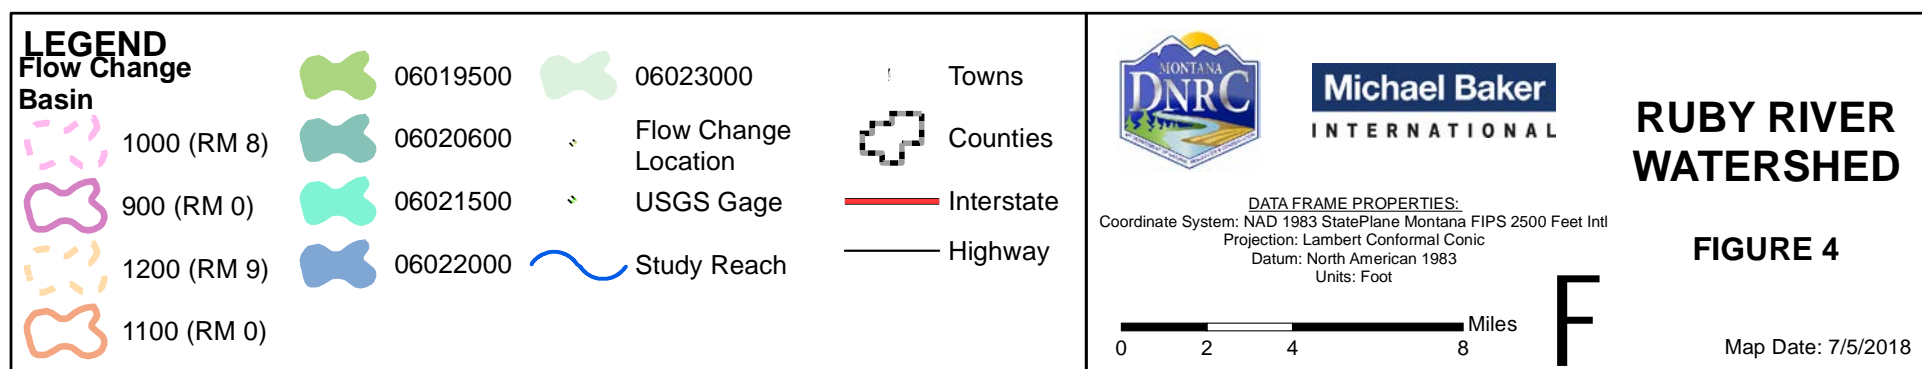 LEGEND
Flow Change
Basin
1000 (RM 8)
900 (RM 0)
1200 (RM 9)
1100 (RM 0)
06019500
06020600
06021500
06022000
06023000
Flow Change
Location
USGS Gage
Study Reach
Towns
Counties
Interstate
Highway
MONTANA
DNRC
Michael Baker
INTERNATIONAL
RUBY RIVER
WATERSHED
FIGURE 4
DATA FRAME PROPERTIES:
Coordinate System: NAD 1983 StatePlane Montana FIPS 2500 Feet Intl
Projection: Lambert Conformal Conic
Datum: North American 1983
Units: Foot
Miles
0 2 4 8
F
Map Date: 7/5/2018